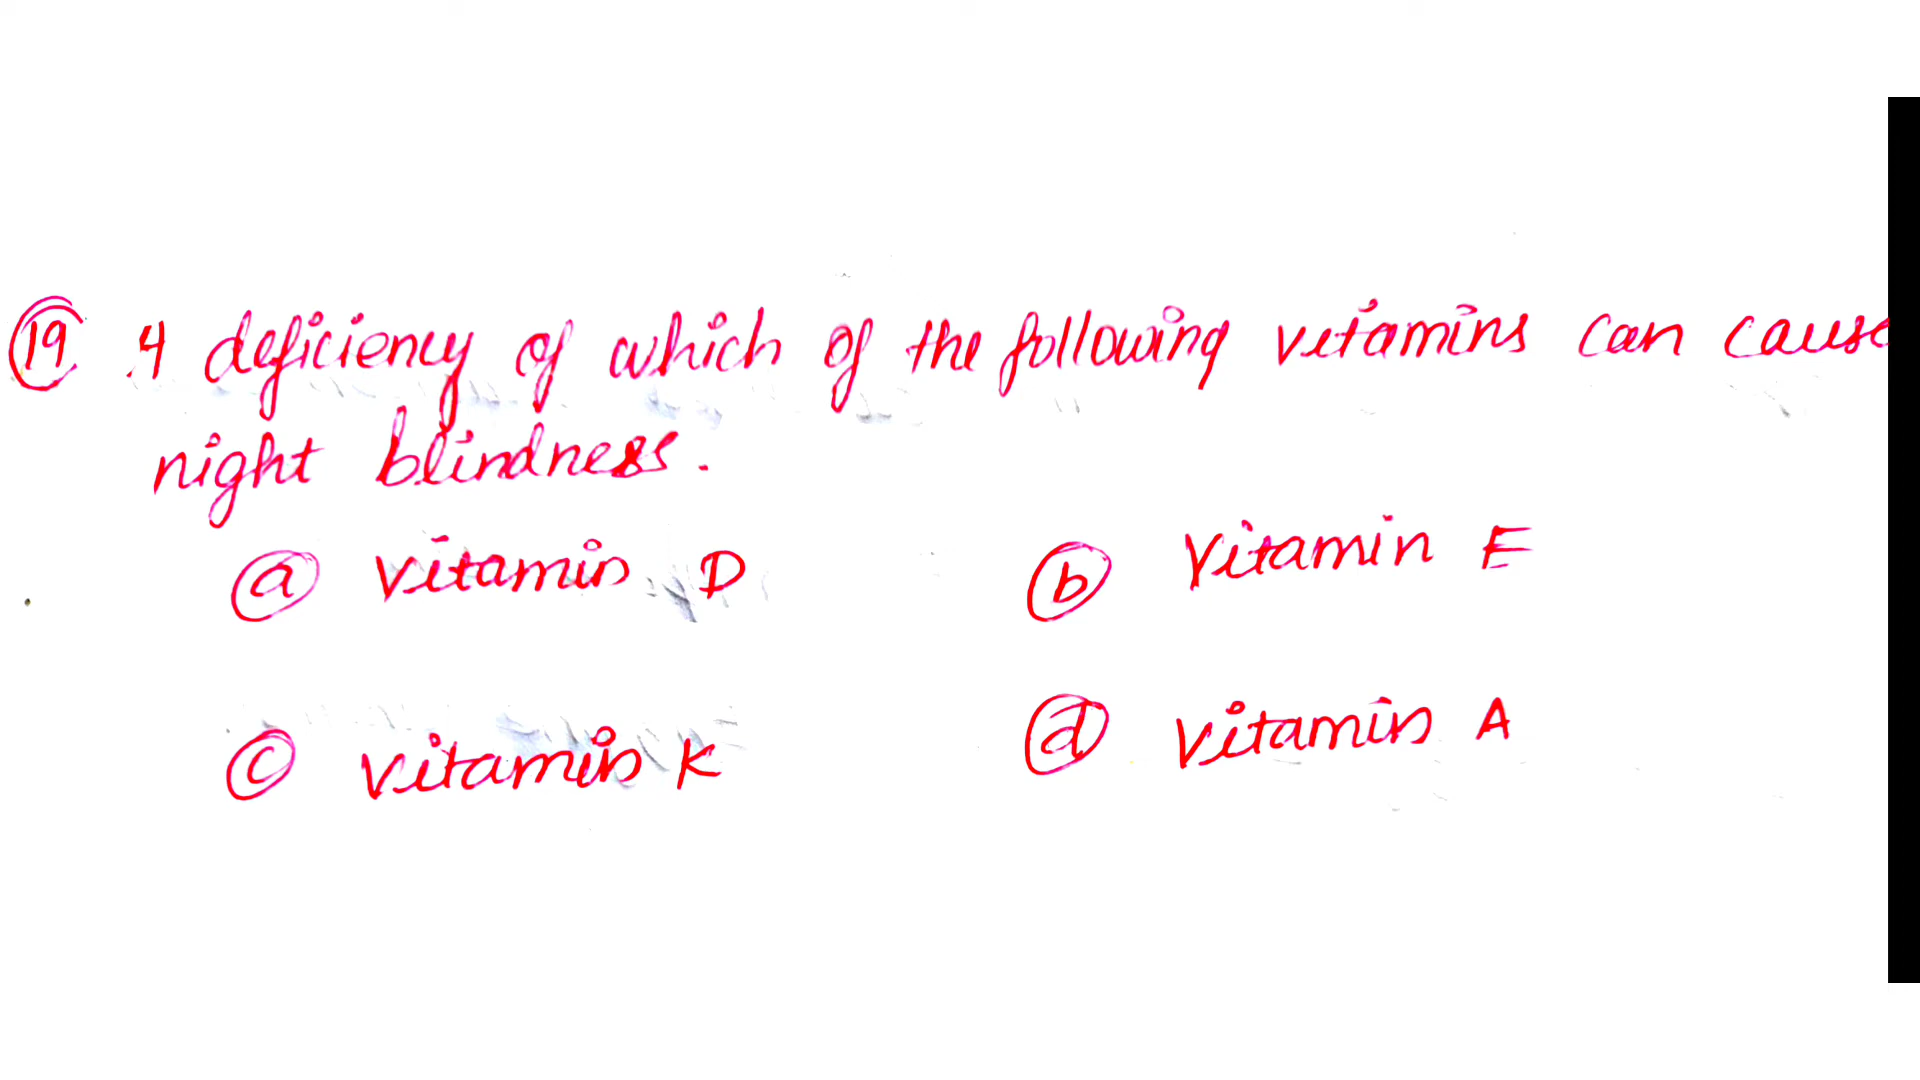 19 A deficiency of which of the following vitamins can cause
night blindness.
a vitamin D b Vitamin E
c vitamin K d Vitamin A